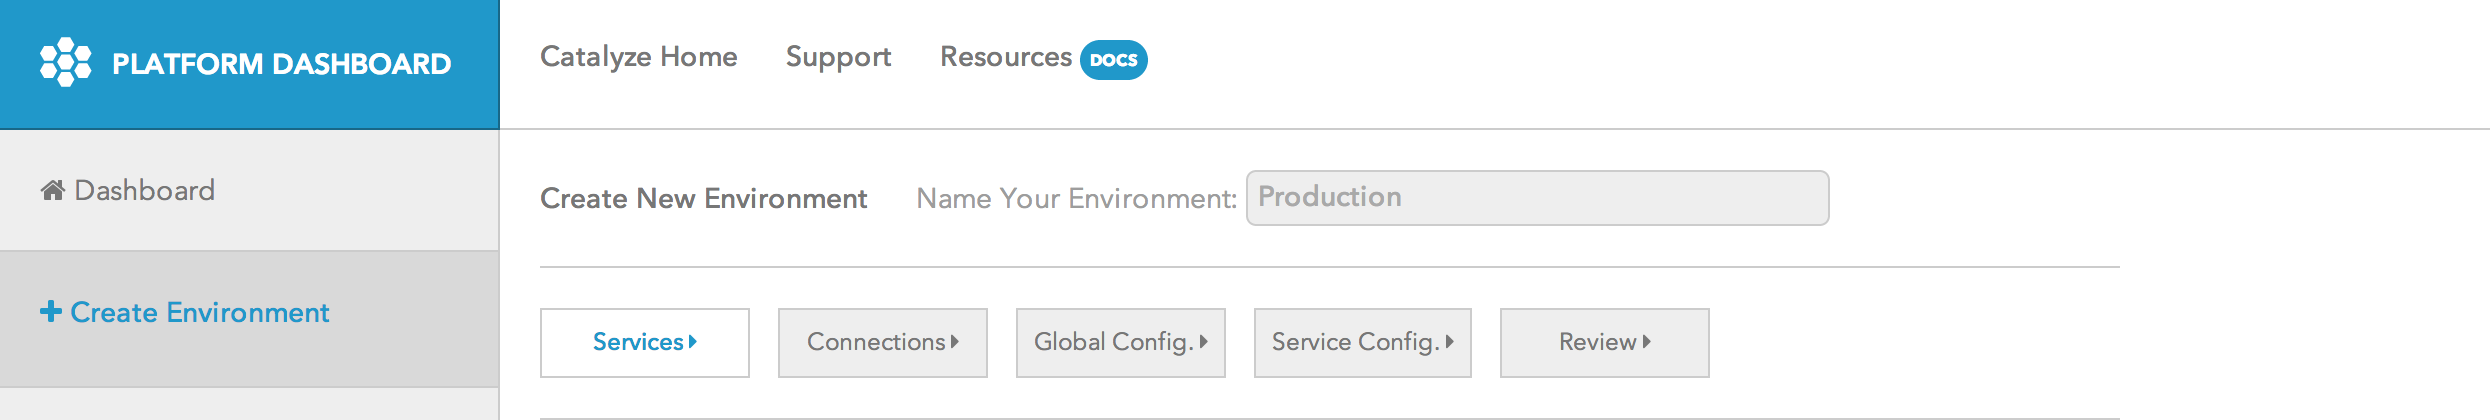 PLATFORM DASHBOARD
Catalyze Home Support Resources DOCS
Dashboard
Create Environment
Create New Environment Name Your Environment: Production
Services Connections Global Config. Service Config. Review